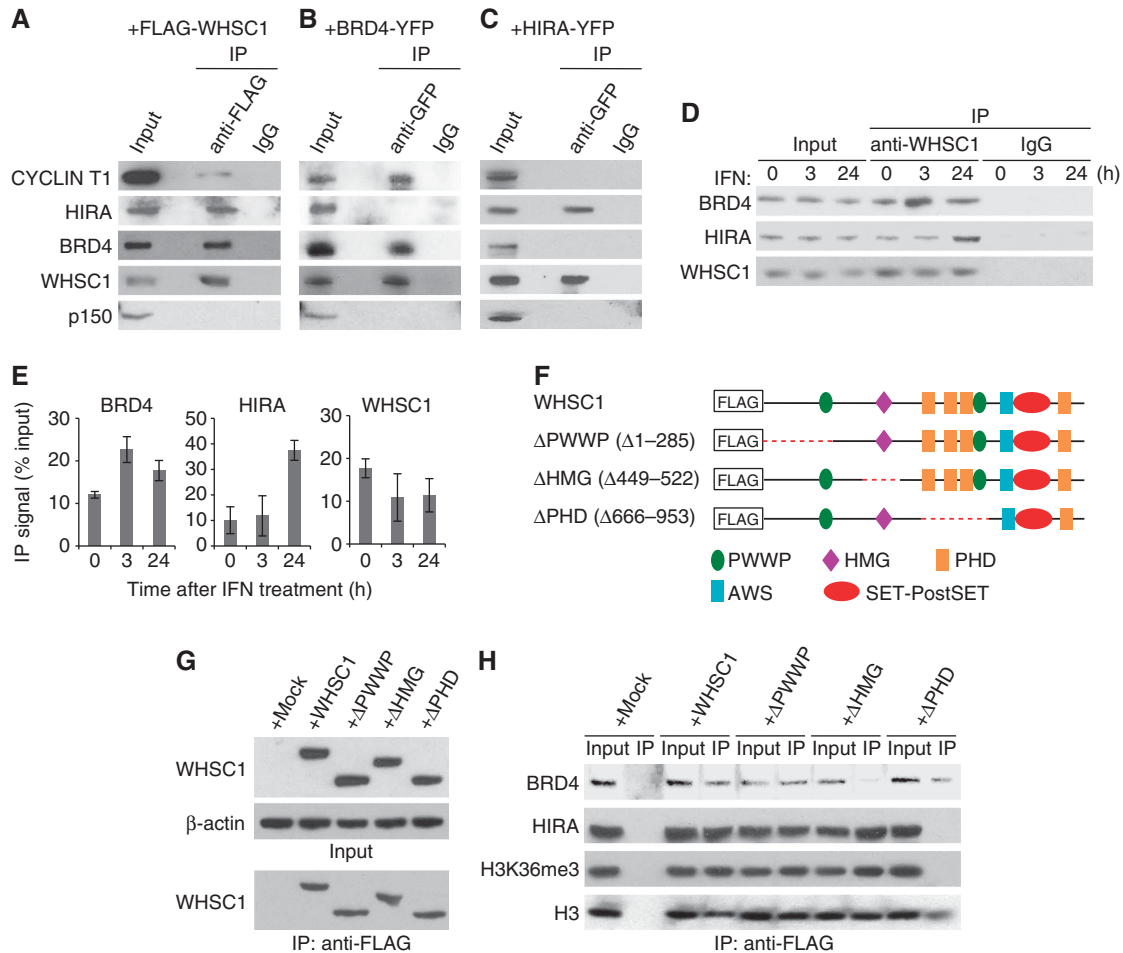 A
+FLAG-WHSC1
IP
Input
anti-FLAG
IgG
B
+BRD4-YFP
IP
Input
anti-GFP
IgG
C
+HIRA-YFP
IP
Input
anti-GFP
IgG
CYCLIN T1
HIRA
BRD4
WHSC1
p150
D
IP
Input anti-WHSC1 IgG
IFN: 0 3 24 0 3 24 0 3 24 (h)
BRD4
HIRA
WHSC1
E
IP signal (% input)
BRD4
30
20
10
0
0 3 24
HIRA
50
40
30
20
10
0
0 3 24
WHSC1
30
20
10
0
0 3 24
Time after IFN treatment (h)
F
WHSC1 FLAG
ΔPWWP (Δ1–285) FLAG
ΔHMG (Δ449–522) FLAG
ΔPHD (Δ666–953) FLAG
PWWP HMG PHD
AWS SET-PostSET
G
+Mock
+WHSC1
+ΔPWWP
+ΔHMG
+ΔPHD
WHSC1
β-actin
Input
WHSC1
IP: anti-FLAG
H
+Mock
+WHSC1
+ΔPWWP
+ΔHMG
+ΔPHD
Input IP Input IP Input IP Input IP Input IP
BRD4
HIRA
H3K36me3
H3
IP: anti-FLAG